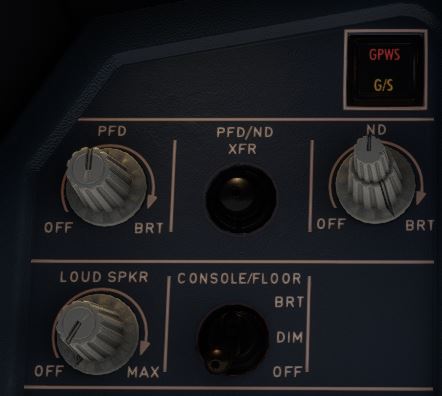 GPWS
G/S
PFD
PFD/ND
XFR
ND
OFF
BRT
OFF
BRT
LOUD SPKR
CONSOLE/FLOOR
BRT
DIM
OFF
OFF
MAX